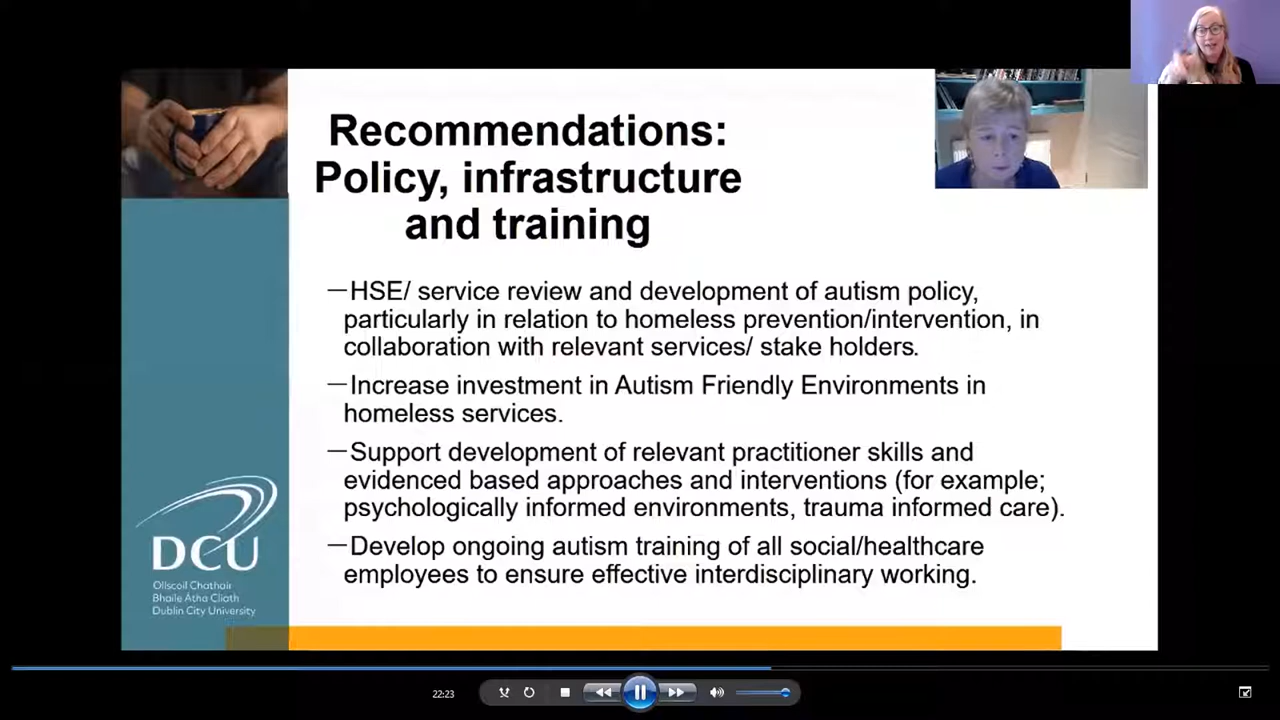 Recommendations:
Policy, infrastructure
and training
—HSE/ service review and development of autism policy,
particularly in relation to homeless prevention/intervention, in
collaboration with relevant services/ stake holders.
—Increase investment in Autism Friendly Environments in
homeless services.
—Support development of relevant practitioner skills and
evidenced based approaches and interventions (for example;
psychologically informed environments, trauma informed care).
—Develop ongoing autism training of all social/healthcare
employees to ensure effective interdisciplinary working.
DCU
Ollscoil Chathair
Bhaile Átha Cliath
Dublin City University
22:23